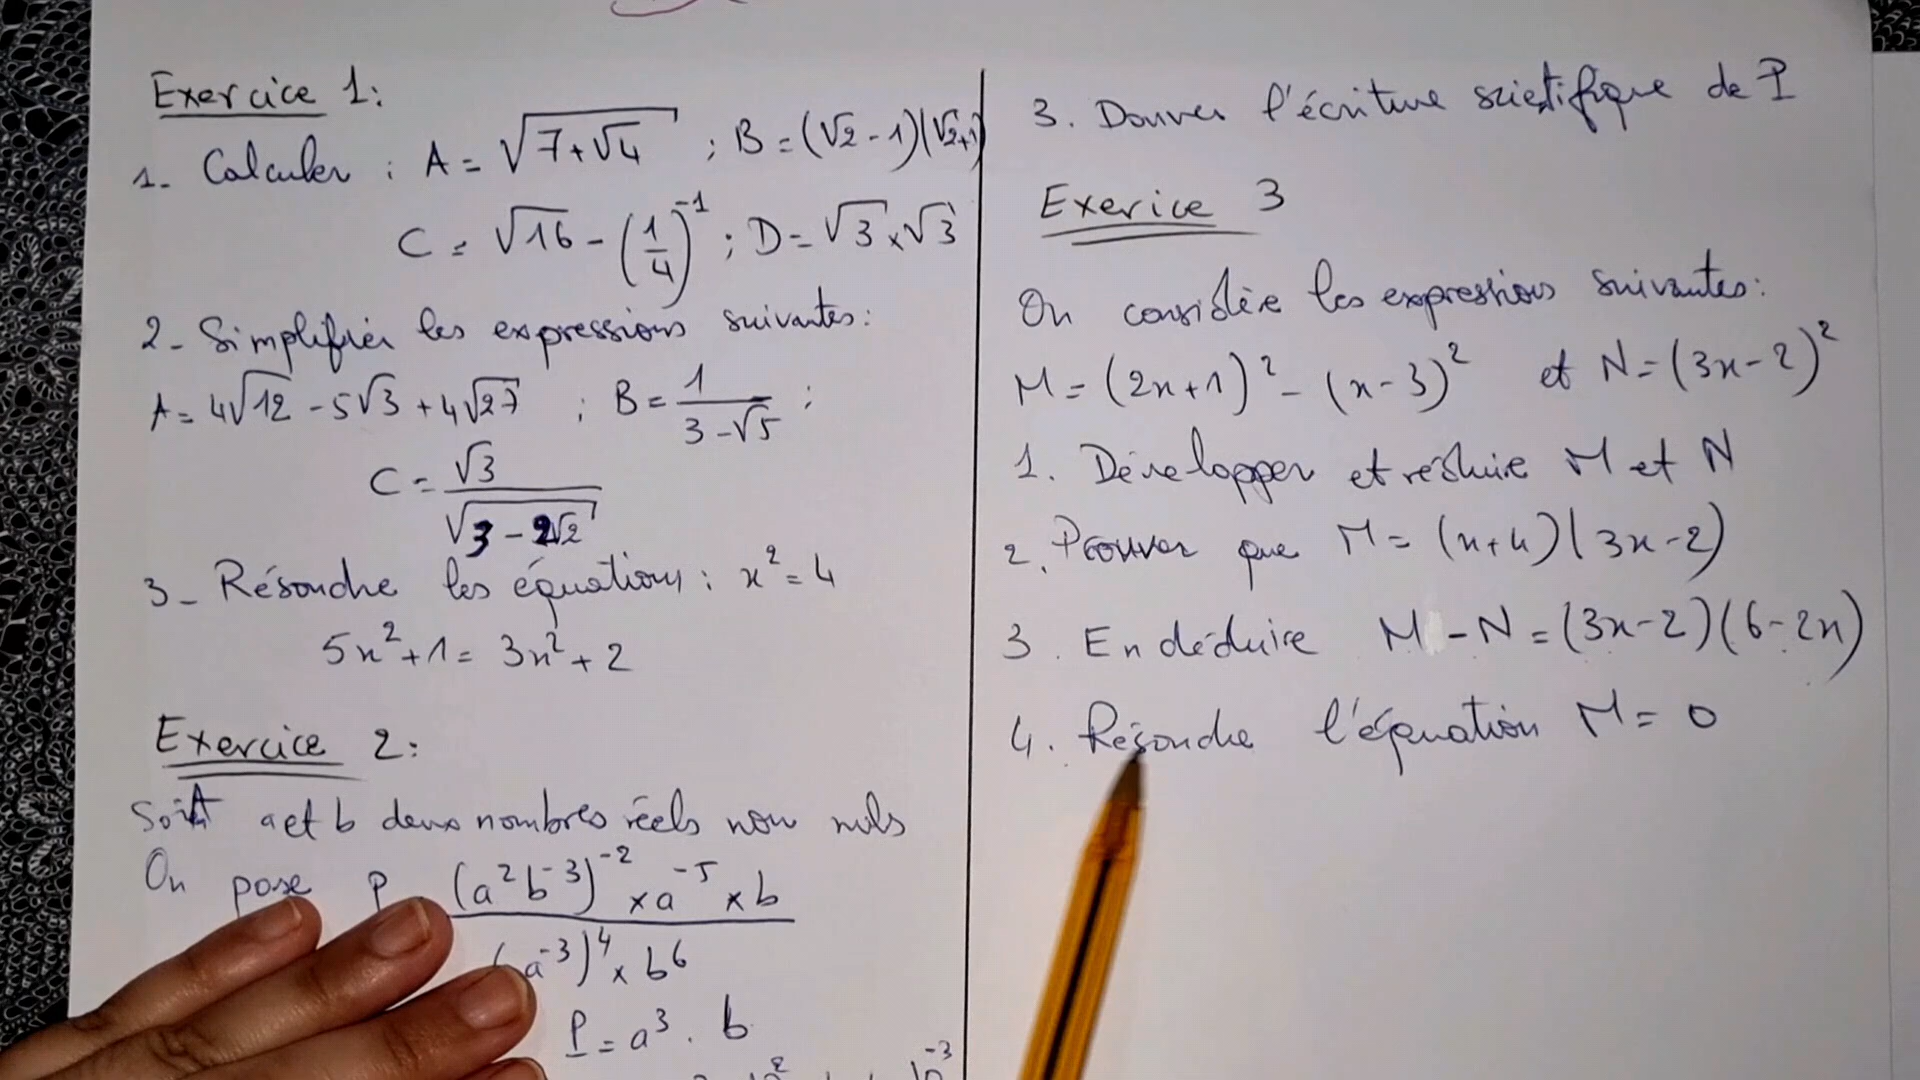 Exercice 1:
1- Calculer : A = √(7+√4) ; B = (√2 - 1)(√2+1)
C = √16 - (1/4)^-1 ; D = √3 × √3
2- Simplifier les expressions suivantes:
A = 4√12 - 5√3 + 4√27 ; B = 1/(3-√5) ;
C = √3/√(3-2√2)
3- Résoudre les équations : x² = 4
5x² + 1 = 3x² + 2
Exercice 2:
Soit a et b deux nombres réels non nuls
On pose P (a²b^-3)^-2 × a^-5 × b
(a^-3)^4 × b^6
P = a³ . b
3. Donner l'écriture scietifique de P
Exerice 3
On considère les expressions suivantes:
M = (2x+1)² - (x-3)² et N = (3x-2)²
1. Développer et réduire M et N
2. Prouver que M = (x+4)(3x-2)
3. En déduire M - N = (3x-2)(6-2x)
4. Résoudre l'équation M = 0